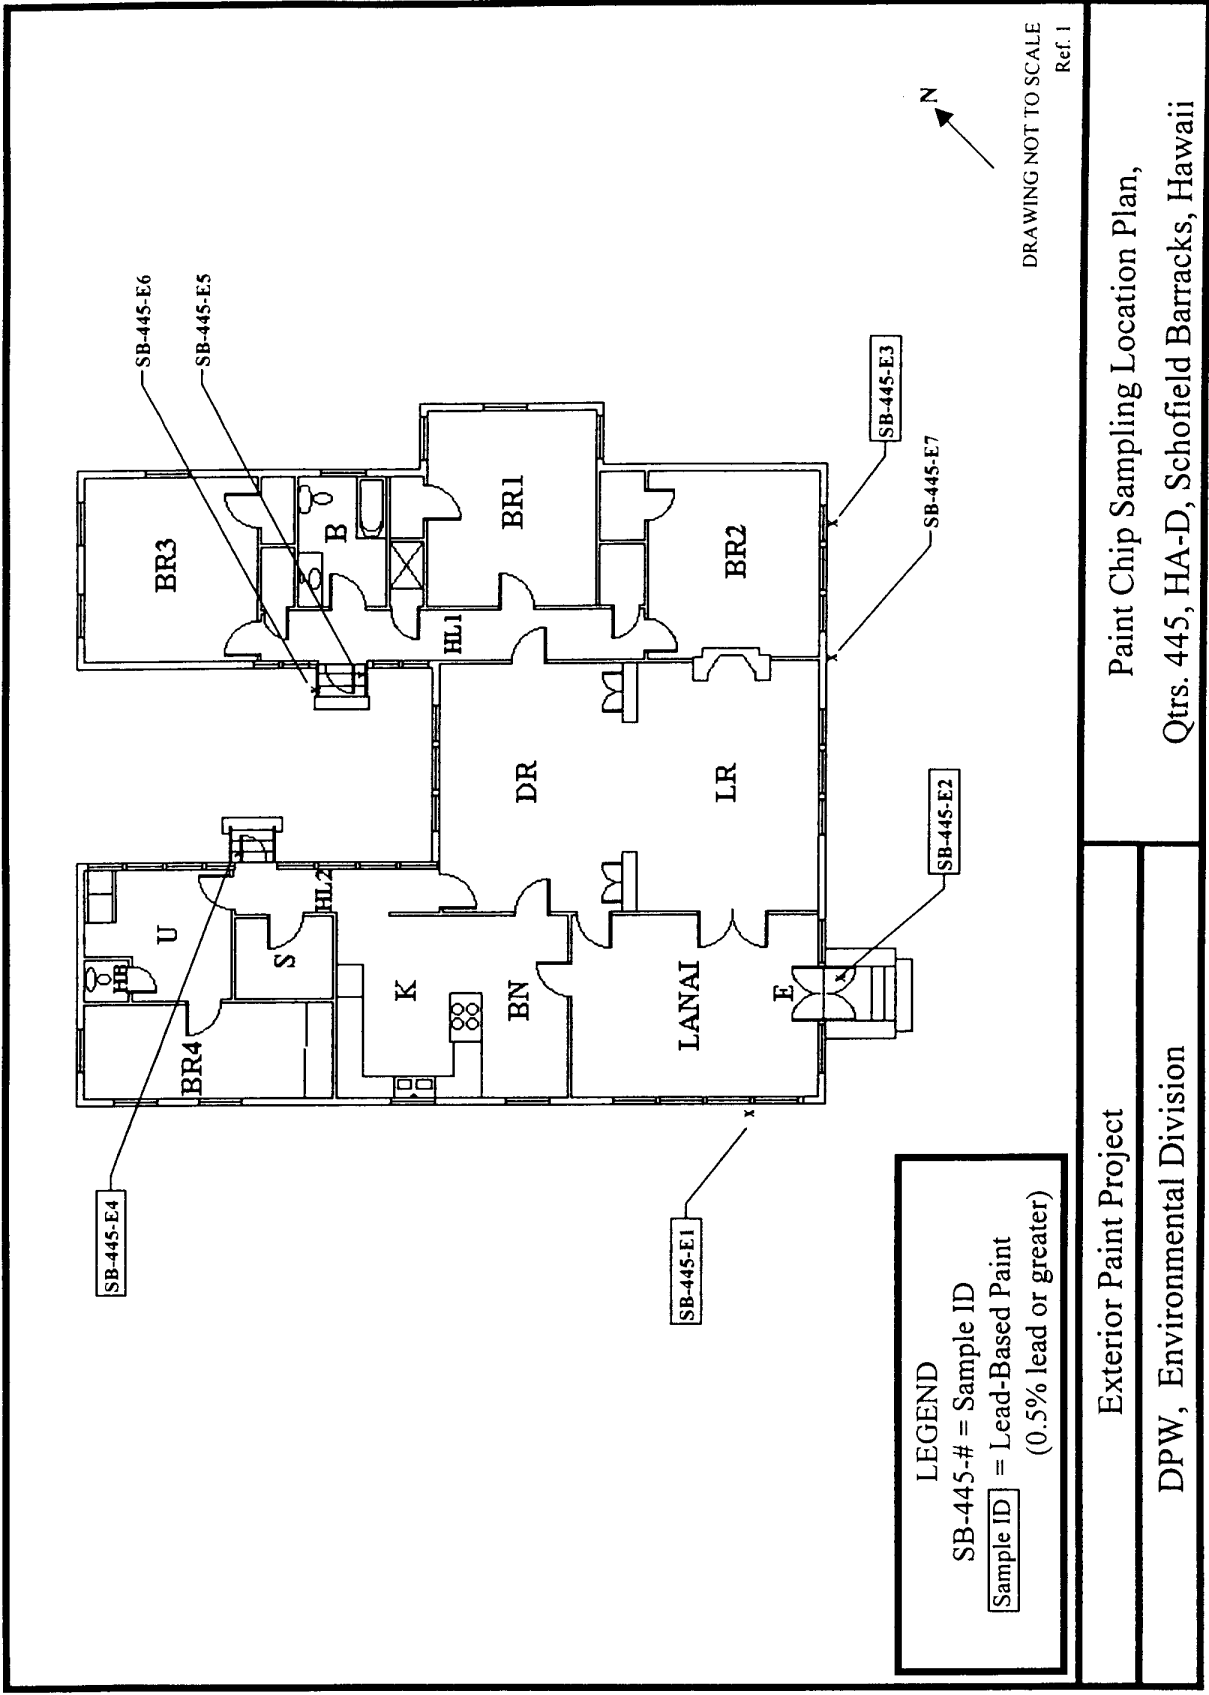 SB-445-E4
SB-445-E6
SB-445-E5
BR4
HB
U
S
HL2
BR3
B
K
BN
DR
HL1
BR1
LANAI
E
LR
BR2
SB-445-E1
SB-445-E2
SB-445-E7
SB-445-E3
N
LEGEND
SB-445-# = Sample ID
Sample ID = Lead-Based Paint
(0.5% lead or greater)
DRAWING NOT TO SCALE
Ref. 1
Exterior Paint Project
DPW, Environmental Division
Paint Chip Sampling Location Plan,
Qtrs. 445, HA-D, Schofield Barracks, Hawaii